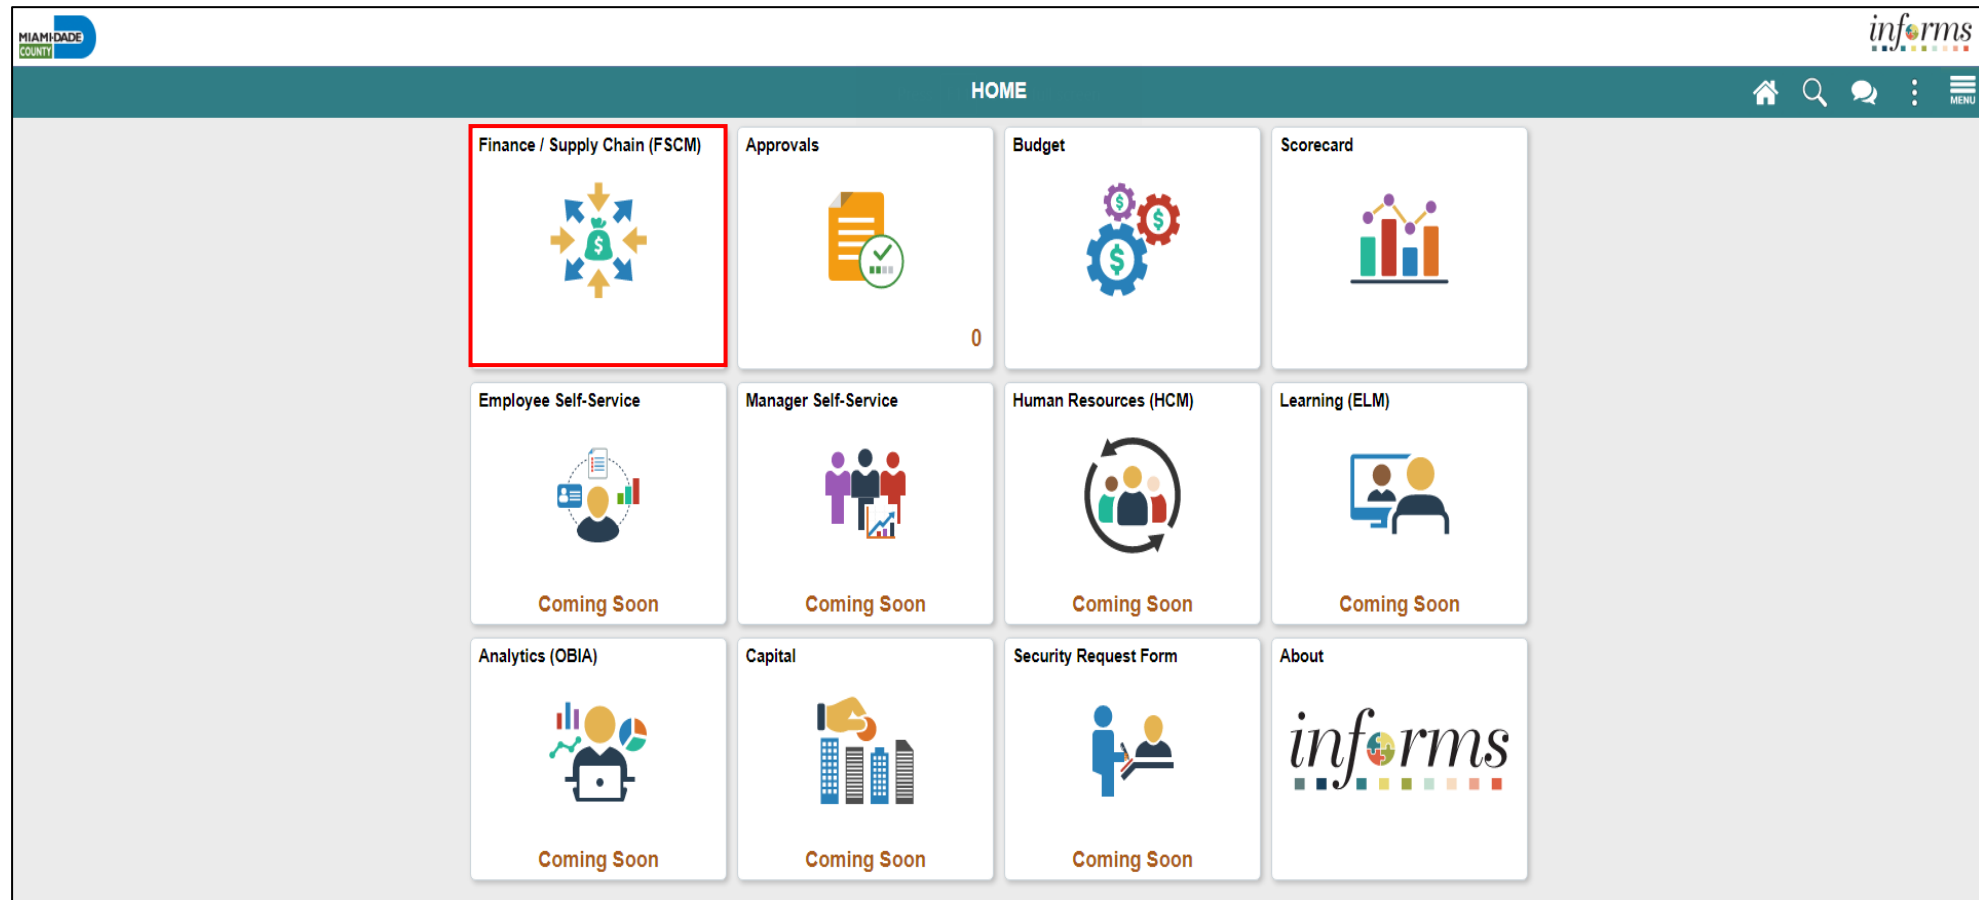 MIAMI-DADE
COUNTY
informs
HOME
MENU
Finance / Supply Chain (FSCM)
Approvals
Budget
Scorecard
0
Employee Self-Service
Manager Self-Service
Human Resources (HCM)
Learning (ELM)
Coming Soon
Coming Soon
Coming Soon
Coming Soon
Analytics (OBIA)
Capital
Security Request Form
About
informs
Coming Soon
Coming Soon
Coming Soon